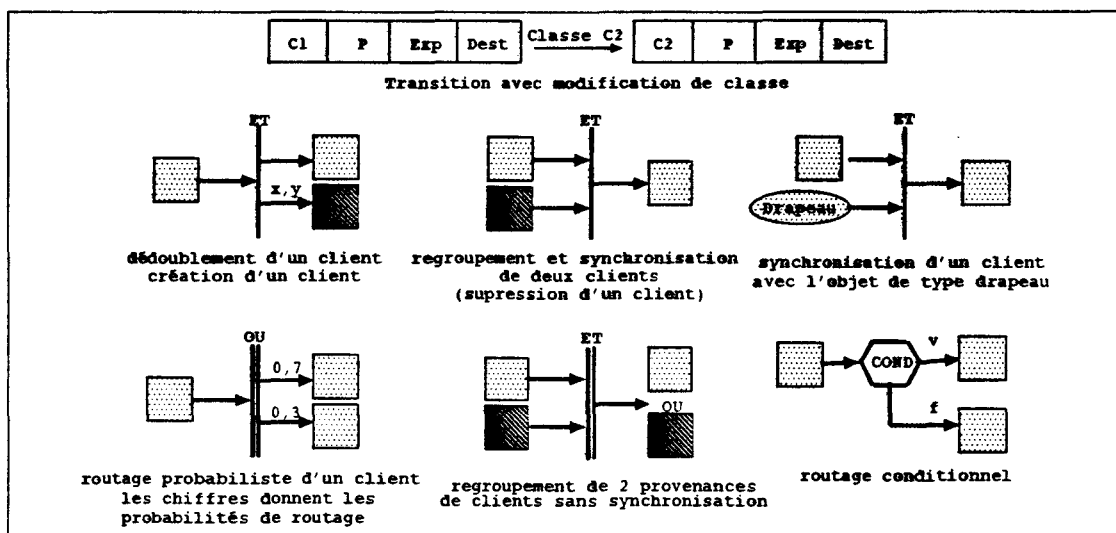 C1 P Exp Dest Classe C2 C2 P Exp Dest
Transition avec modification de classe
ET ET ET
x,y
Drapeau
dédoublement d'un client
création d'un client
regroupement et synchronisation
de deux clients
(supression d'un client)
synchronisation d'un client
avec l'objet de type drapeau
OU ET
0,7
0,3
OU
COND
v
f
routage probabiliste d'un client
les chiffres donnent les
probabilités de routage
regroupement de 2 provenances
de clients sans synchronisation
routage conditionnel